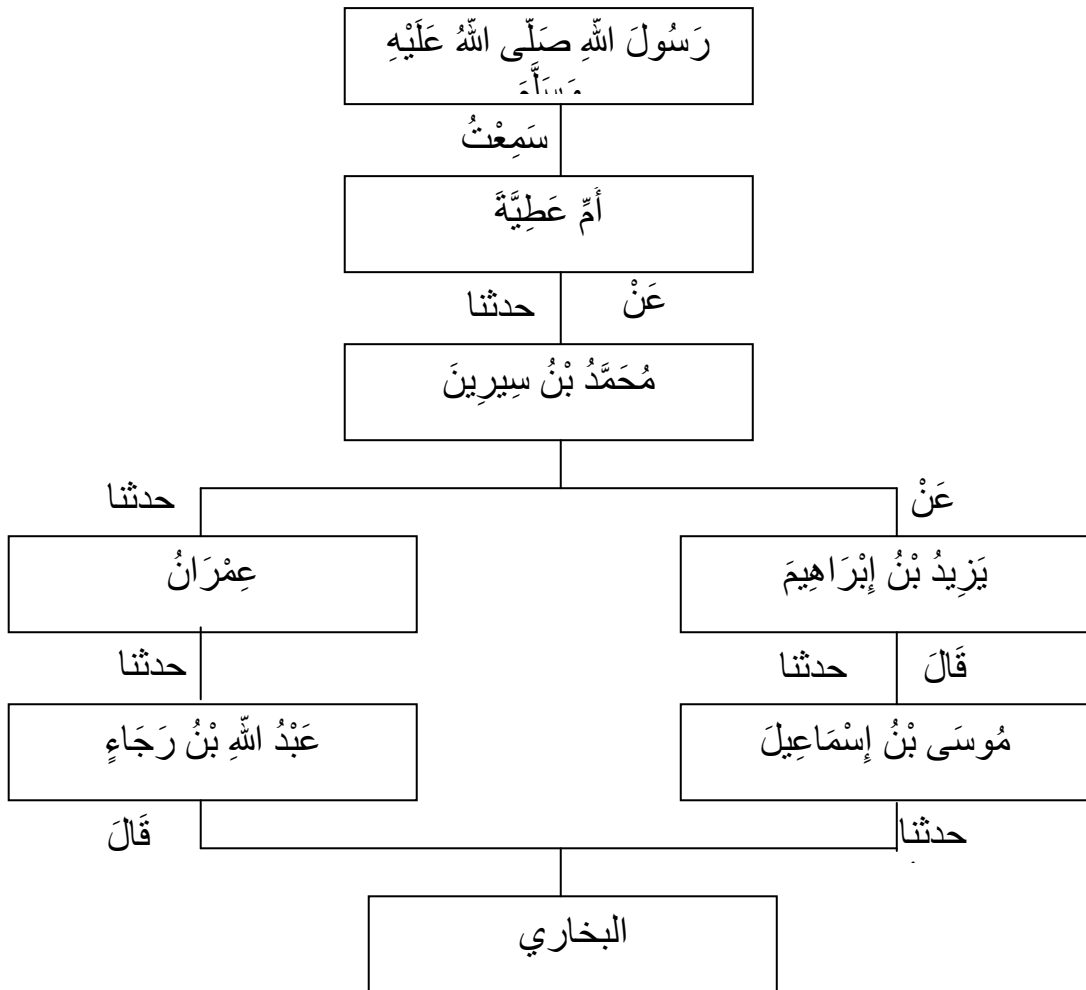 رَسُولَ اللّهِ صَلّى اللّهُ عَلَيْهِ
وَسَلَّمَ
سَمِعْتُ
أُمِّ عَطِيَّةَ
عَنْ حدثنا
مُحَمَّدُ بْنُ سِيرِينَ
عَنْ حدثنا
يَزِيدُ بْنُ إِبْرَاهِيمَ عِمْرَانُ
قَالَ حدثنا حدثنا
مُوسَى بْنُ إِسْمَاعِيلَ عَبْدُ اللّهِ بْنُ رَجَاءٍ
حدثنا قَالَ
البخاري